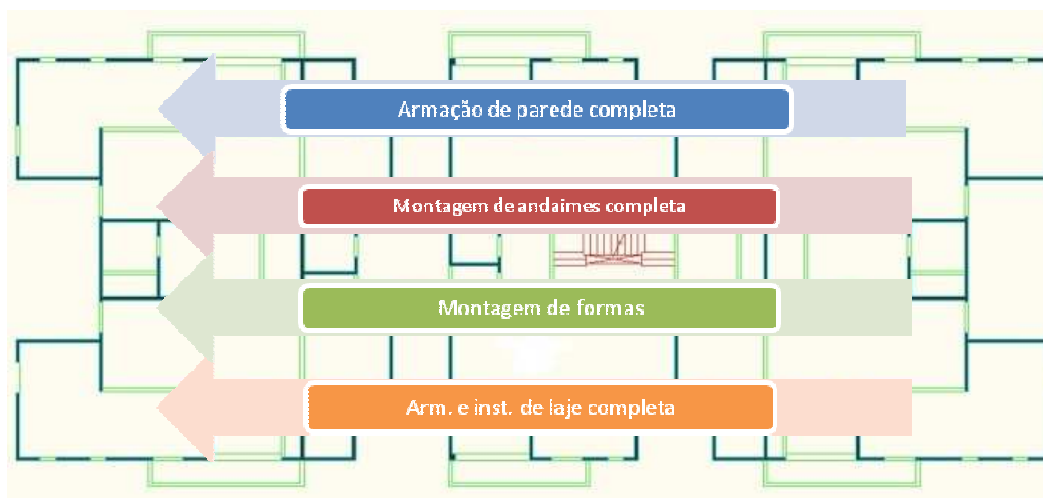 Armação de parede completa
Montagem de andaimes completa
Montagem de formas
Arm. e inst. de laje completa